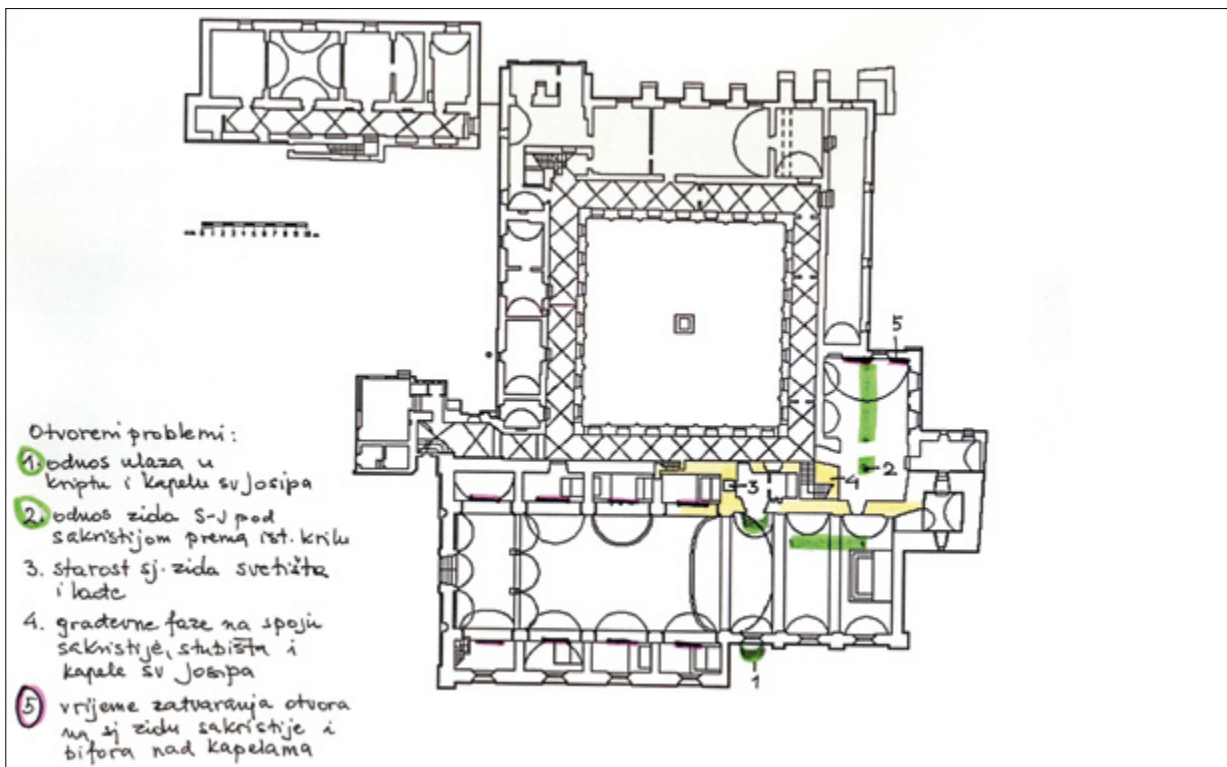 Otvoreni problemi:
1. odnos ulaza u
kriptu i kapelu sv Josipa
2. odnos zida S-J pod
sakristijom prema ist. krilu
3. starost sj. zida svetišta
i lađe
4. građevne faze na spoju
sakristije, stubišta i
kapele sv Josipa
5 vrijeme zatvaranja otvora
na sj zidu sakristije i
bifora nad kapelama
5
2
4
3
1